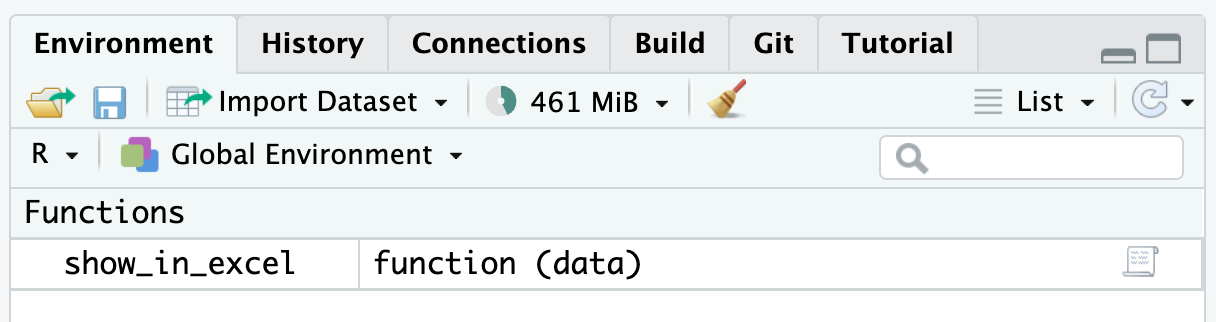 Environment History Connections Build Git Tutorial
Import Dataset 461 MiB List
R Global Environment
Functions
show_in_excel function (data)